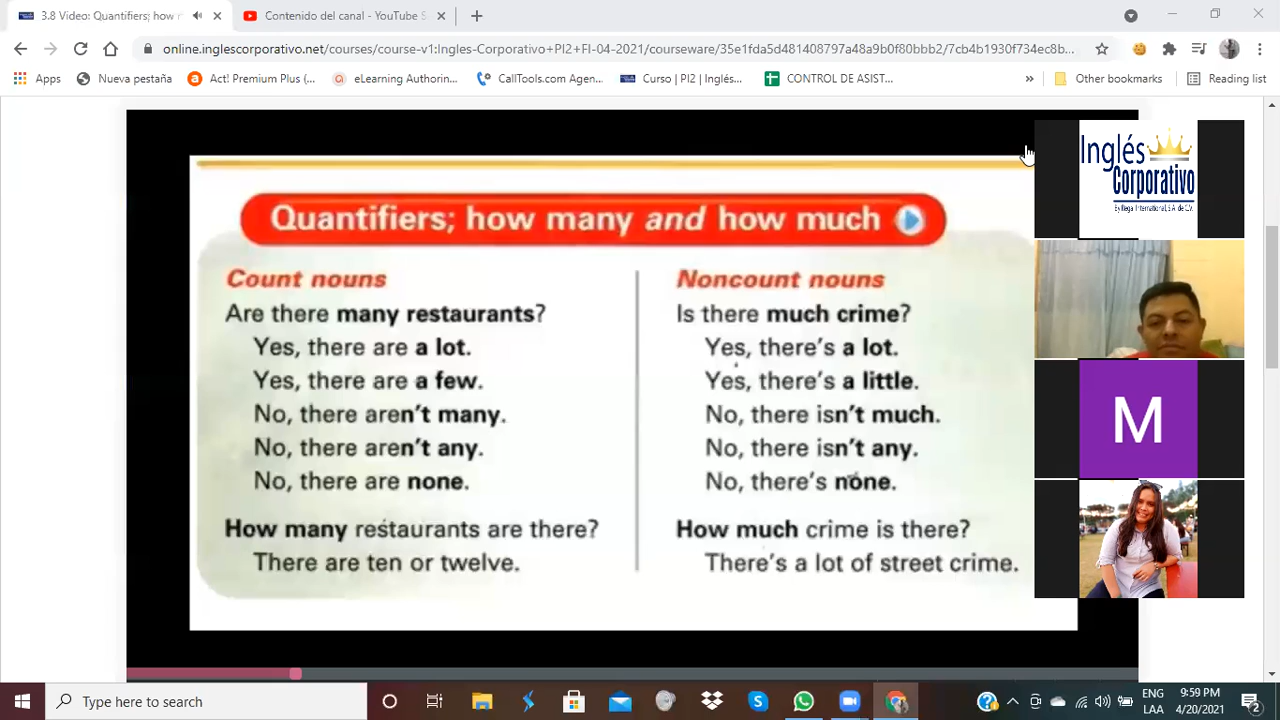 3.8 Video: Quantifiers; how m
Contenido del canal - YouTube S
online.inglescorporativo.net/courses/course-v1:Ingles-Corporativo+PI2+FI-04-2021/courseware/35e1fda5d481408797a48a9b0f80bbb2/7cb4b1930f734ec8b...
Apps Nueva pestaña Act! Premium Plus (... eLearning Authorin... CallTools.com Agen... Curso | PI2 | Inglés... CONTROL DE ASIST... » Other bookmarks Reading list
Inglés
Corporativo
Quantifiers; how many and how much
Count nouns
Are there many restaurants?
Yes, there are a lot.
Yes, there are a few.
No, there aren't many.
No, there aren't any.
No, there are none.
How many restaurants are there?
There are ten or twelve.
Noncount nouns
Is there much crime?
Yes, there's a lot.
Yes, there's a little.
No, there isn't much.
No, there isn't any.
No, there's none.
How much crime is there?
There's a lot of street crime.
M
Type here to search
ENG
LAA
9:59 PM
4/20/2021
2